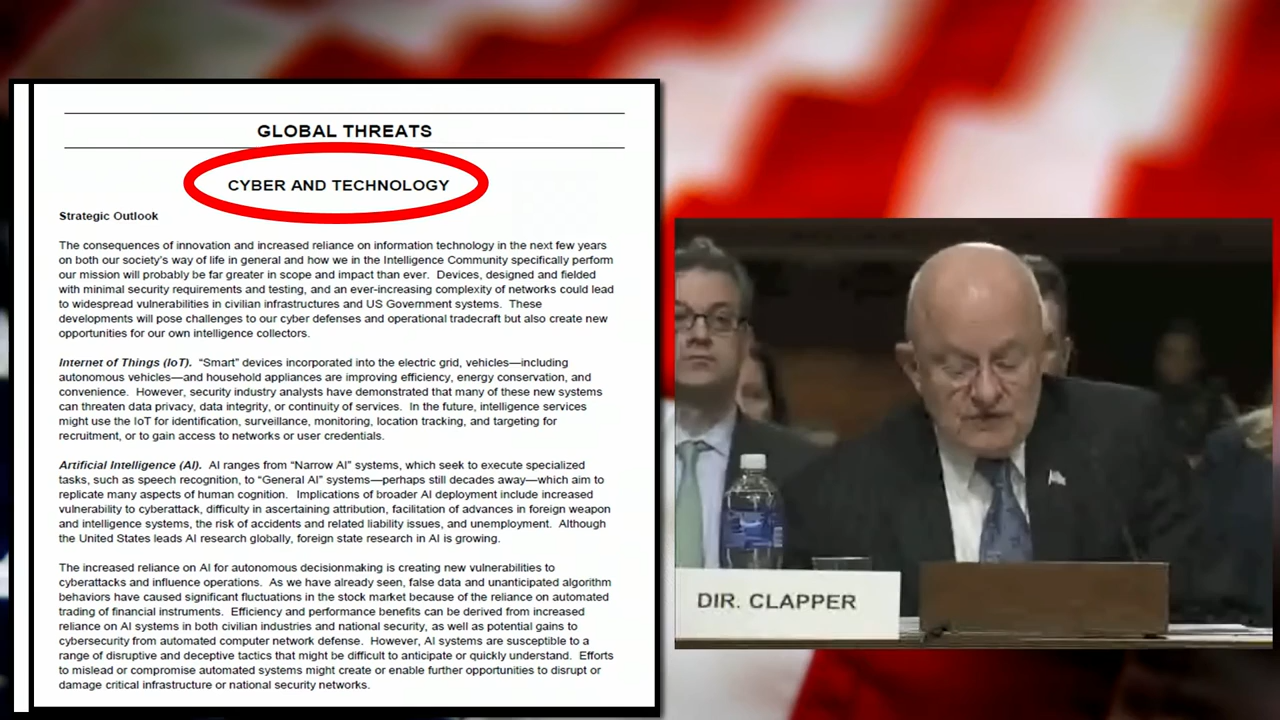 GLOBAL THREATS
CYBER AND TECHNOLOGY
Strategic Outlook
The consequences of innovation and increased reliance on information technology in the next few years
on both our society's way of life in general and how we in the Intelligence Community specifically perform
our mission will probably be far greater in scope and impact than ever. Devices, designed and fielded
with minimal security requirements and testing, and an ever-increasing complexity of networks could lead
to widespread vulnerabilities in civilian infrastructures and US Government systems. These
developments will pose challenges to our cyber defenses and operational tradecraft but also create new
opportunities for our own intelligence collectors.
Internet of Things (IoT). “Smart” devices incorporated into the electric grid, vehicles—including
autonomous vehicles—and household appliances are improving efficiency, energy conservation, and
convenience. However, security industry analysts have demonstrated that many of these new systems
can threaten data privacy, data integrity, or continuity of services. In the future, intelligence services
might use the IoT for identification, surveillance, monitoring, location tracking, and targeting for
recruitment, or to gain access to networks or user credentials.
Artificial Intelligence (AI). AI ranges from “Narrow AI” systems, which seek to execute specialized
tasks, such as speech recognition, to “General AI” systems—perhaps still decades away—which aim to
replicate many aspects of human cognition. Implications of broader AI deployment include increased
vulnerability to cyberattack, difficulty in ascertaining attribution, facilitation of advances in foreign weapon
and intelligence systems, the risk of accidents and related liability issues, and unemployment. Although
the United States leads AI research globally, foreign state research in AI is growing.
The increased reliance on AI for autonomous decisionmaking is creating new vulnerabilities to
cyberattacks and influence operations. As we have already seen, false data and unanticipated algorithm
behaviors have caused significant fluctuations in the stock market because of the reliance on automated
trading of financial instruments. Efficiency and performance benefits can be derived from increased
reliance on AI systems in both civilian industries and national security, as well as potential gains to
cybersecurity from automated computer network defense. However, AI systems are susceptible to a
range of disruptive and deceptive tactics that might be difficult to anticipate or quickly understand. Efforts
to mislead or compromise automated systems might create or enable further opportunities to disrupt or
damage critical infrastructure or national security networks.
DIR. CLAPPER